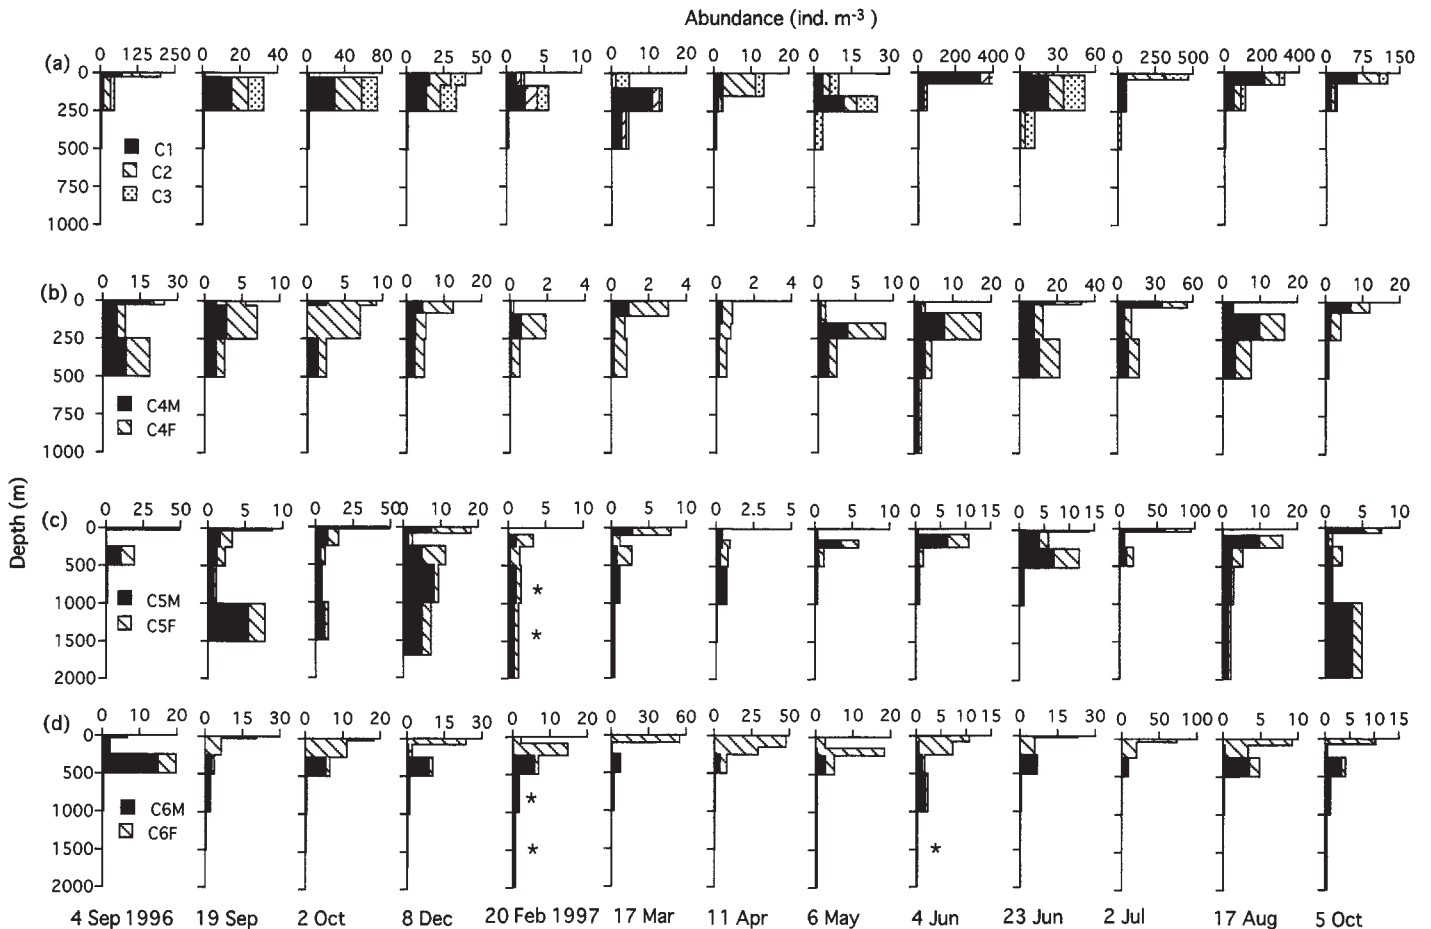 Abundance (ind. m-3 )
(a) 0 125 250 0 20 40 0 40 80 0 25 50 0 5 10 0 10 20 0 10 20 0 15 30 0 200 400 0 30 60 0 250 500 0 200 400 0 75 150
0
250
500
750
1000
C1
C2
C3
(b) 0 15 30 0 5 10 0 5 10 0 10 20 0 2 4 0 2 4 0 2 4 0 5 10 0 10 20 0 20 40 0 30 60 0 10 20 0 10 20
0
250
500
750
1000
C4M
C4F
Depth (m)
(c) 0 25 50 0 5 10 0 25 50 0 10 20 0 5 10 0 5 10 0 2.5 5 0 5 10 0 5 10 15 0 5 10 15 0 50 100 0 10 20 0 5 10
0
500
1000
1500
2000
C5M
C5F
*
*
(d) 0 10 20 0 15 30 0 10 20 0 15 30 0 10 20 0 30 60 0 25 50 0 10 20 0 5 10 15 0 15 30 0 50 100 0 5 10 0 5 10 15
0
500
1000
1500
2000
C6M
C6F
*
*
*
4 Sep 1996 19 Sep 2 Oct 8 Dec 20 Feb 1997 17 Mar 11 Apr 6 May 4 Jun 23 Jun 2 Jul 17 Aug 5 Oct